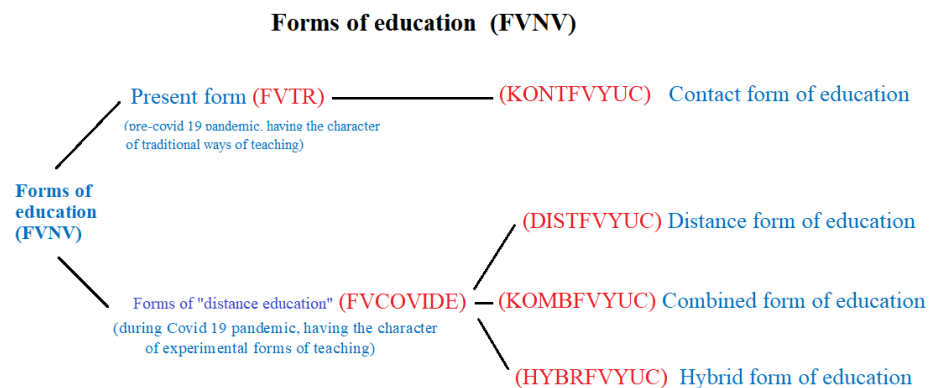 Forms of education (FVNV)
Present form (FVTR)
(pre-covid 19 pandemic, having the character
of traditional ways of teaching)
(KONTFVYUC) Contact form of education
Forms of
education
(FVNV)
Forms of "distance education" (FVCOVIDE)
(during Covid 19 pandemic, having the character
of experimental forms of teaching)
(DISTFVYUC) Distance form of education
(KOMBFVYUC) Combined form of education
(HYBRFVYUC) Hybrid form of education